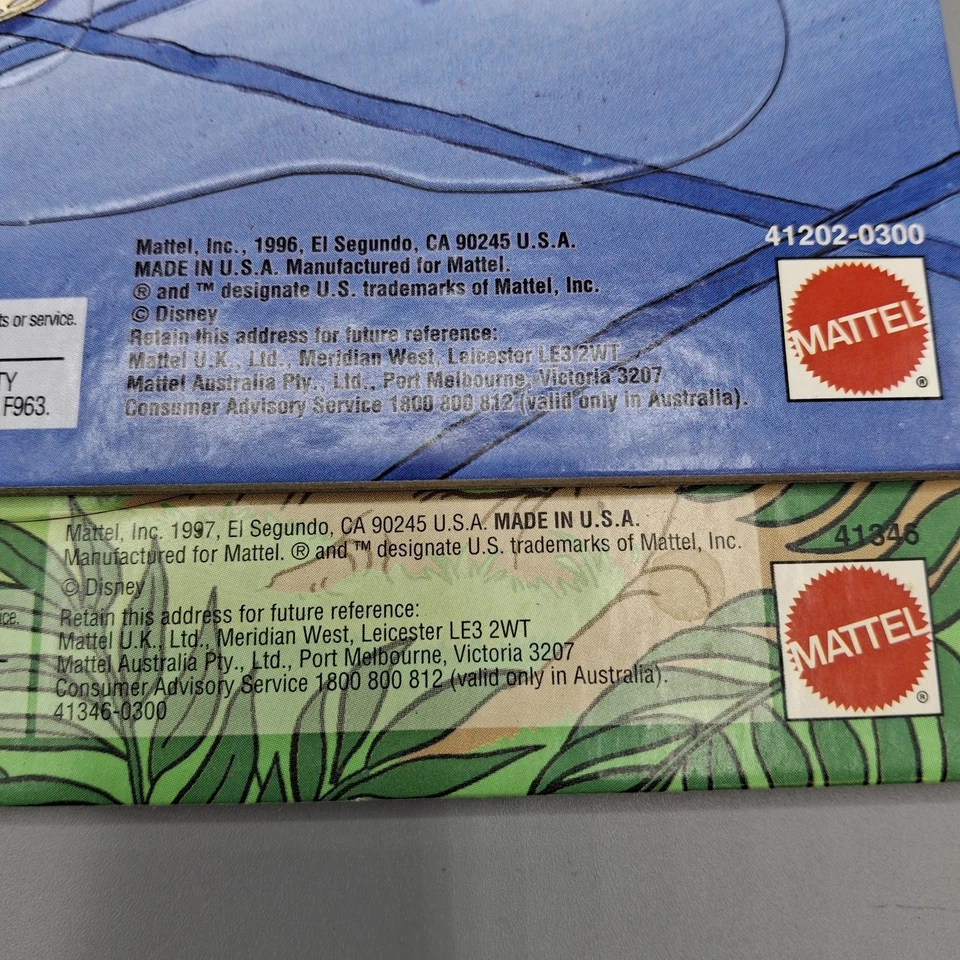 41202-0300
Mattel, Inc., 1996, El Segundo, CA 90245 U.S.A.
MADE IN U.S.A. Manufactured for Mattel.
® and ™ designate U.S. trademarks of Mattel, Inc.
© Disney
Retain this address for future reference:
Mattel U.K., Ltd., Meridian West, Leicester LE3 2WT
Mattel Australia Pty., Ltd., Port Melbourne, Victoria 3207
Consumer Advisory Service 1800 800 812 (valid only in Australia).
MATTEL
®
ts or service.
TY
F963.
Mattel, Inc. 1997, El Segundo, CA 90245 U.S.A. MADE IN U.S.A.
Manufactured for Mattel. ® and ™ designate U.S. trademarks of Mattel, Inc.
© Disney
Retain this address for future reference:
Mattel U.K., Ltd., Meridian West, Leicester LE3 2WT
Mattel Australia Pty., Ltd., Port Melbourne, Victoria 3207
Consumer Advisory Service 1800 800 812 (valid only in Australia).
41346-0300
41346
MATTEL
®
ice.